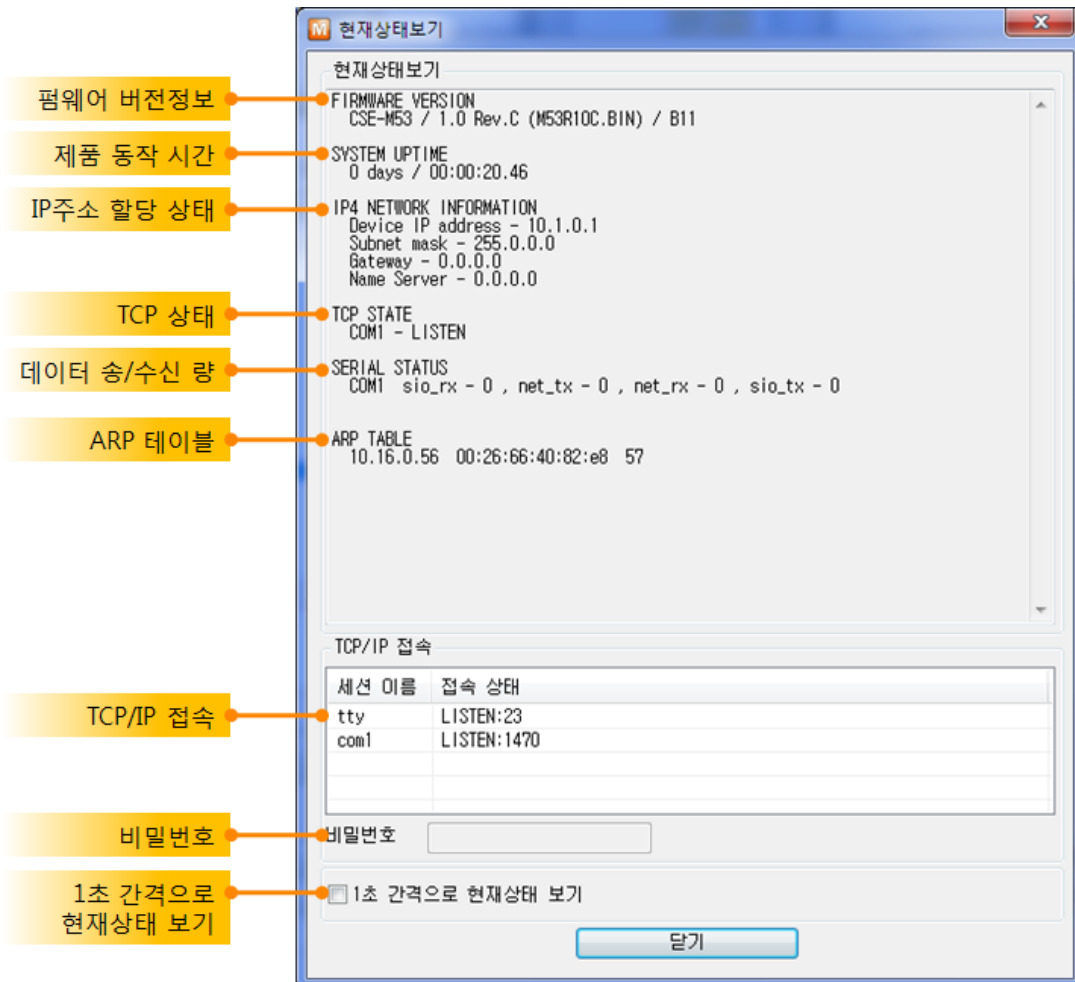 현재상태보기
현재상태보기
펌웨어 버전정보
FIRMWARE VERSION
CSE-M53 / 1.0 Rev.C (M53R10C.BIN) / B11
제품 동작 시간
SYSTEM UPTIME
0 days / 00:00:20.46
IP주소 할당 상태
IP4 NETWORK INFORMATION
Device IP address - 10.1.0.1
Subnet mask - 255.0.0.0
Gateway - 0.0.0.0
Name Server - 0.0.0.0
TCP 상태
TCP STATE
COM1 - LISTEN
데이터 송/수신 량
SERIAL STATUS
COM1 sio_rx - 0 , net_tx - 0 , net_rx - 0 , sio_tx - 0
ARP 테이블
ARP TABLE
10.16.0.56 00:26:66:40:82:e8 57
TCP/IP 접속
세션 이름 접속 상태
TCP/IP 접속
tty LISTEN:23
com1 LISTEN:1470
비밀번호
비밀번호
1초 간격으로
현재상태 보기
1초 간격으로 현재상태 보기
닫기